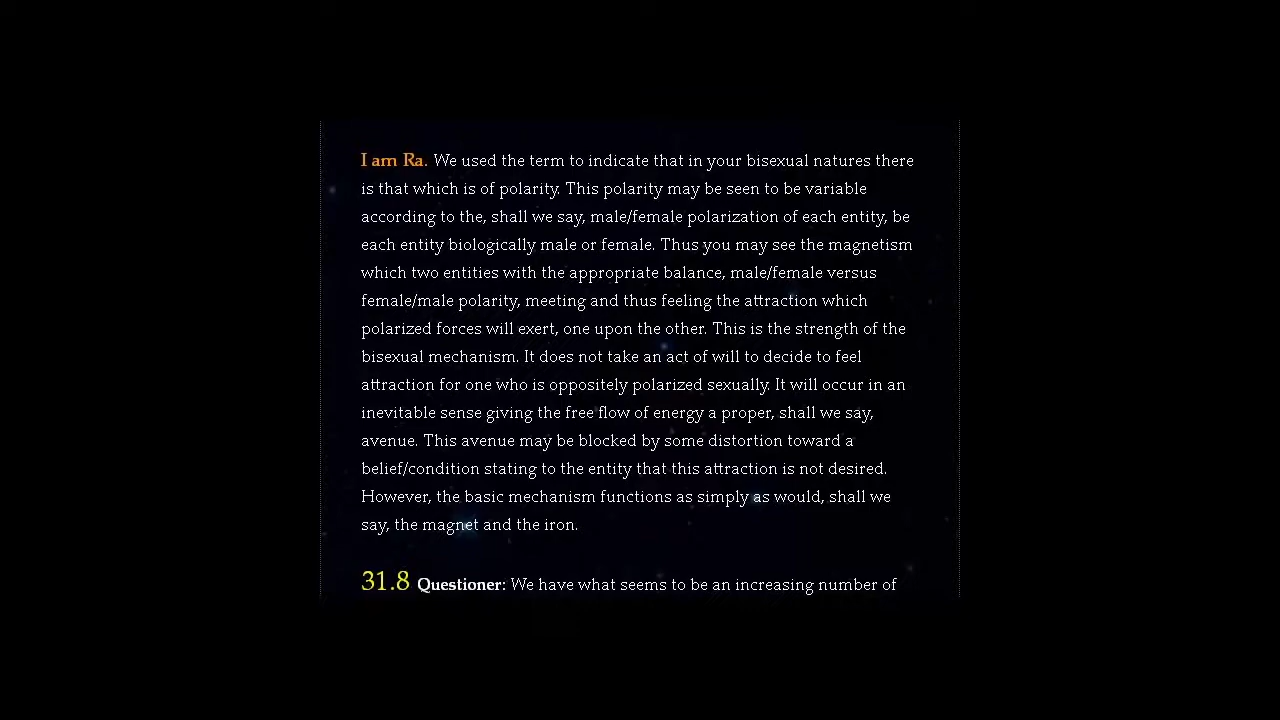 I am Ra. We used the term to indicate that in your bisexual natures there
is that which is of polarity. This polarity may be seen to be variable
according to the, shall we say, male/female polarization of each entity, be
each entity biologically male or female. Thus you may see the magnetism
which two entities with the appropriate balance, male/female versus
female/male polarity, meeting and thus feeling the attraction which
polarized forces will exert, one upon the other. This is the strength of the
bisexual mechanism. It does not take an act of will to decide to feel
attraction for one who is oppositely polarized sexually. It will occur in an
inevitable sense giving the free flow of energy a proper, shall we say,
avenue. This avenue may be blocked by some distortion toward a
belief/condition stating to the entity that this attraction is not desired.
However, the basic mechanism functions as simply as would, shall we
say, the magnet and the iron.
31.8 Questioner: We have what seems to be an increasing number of